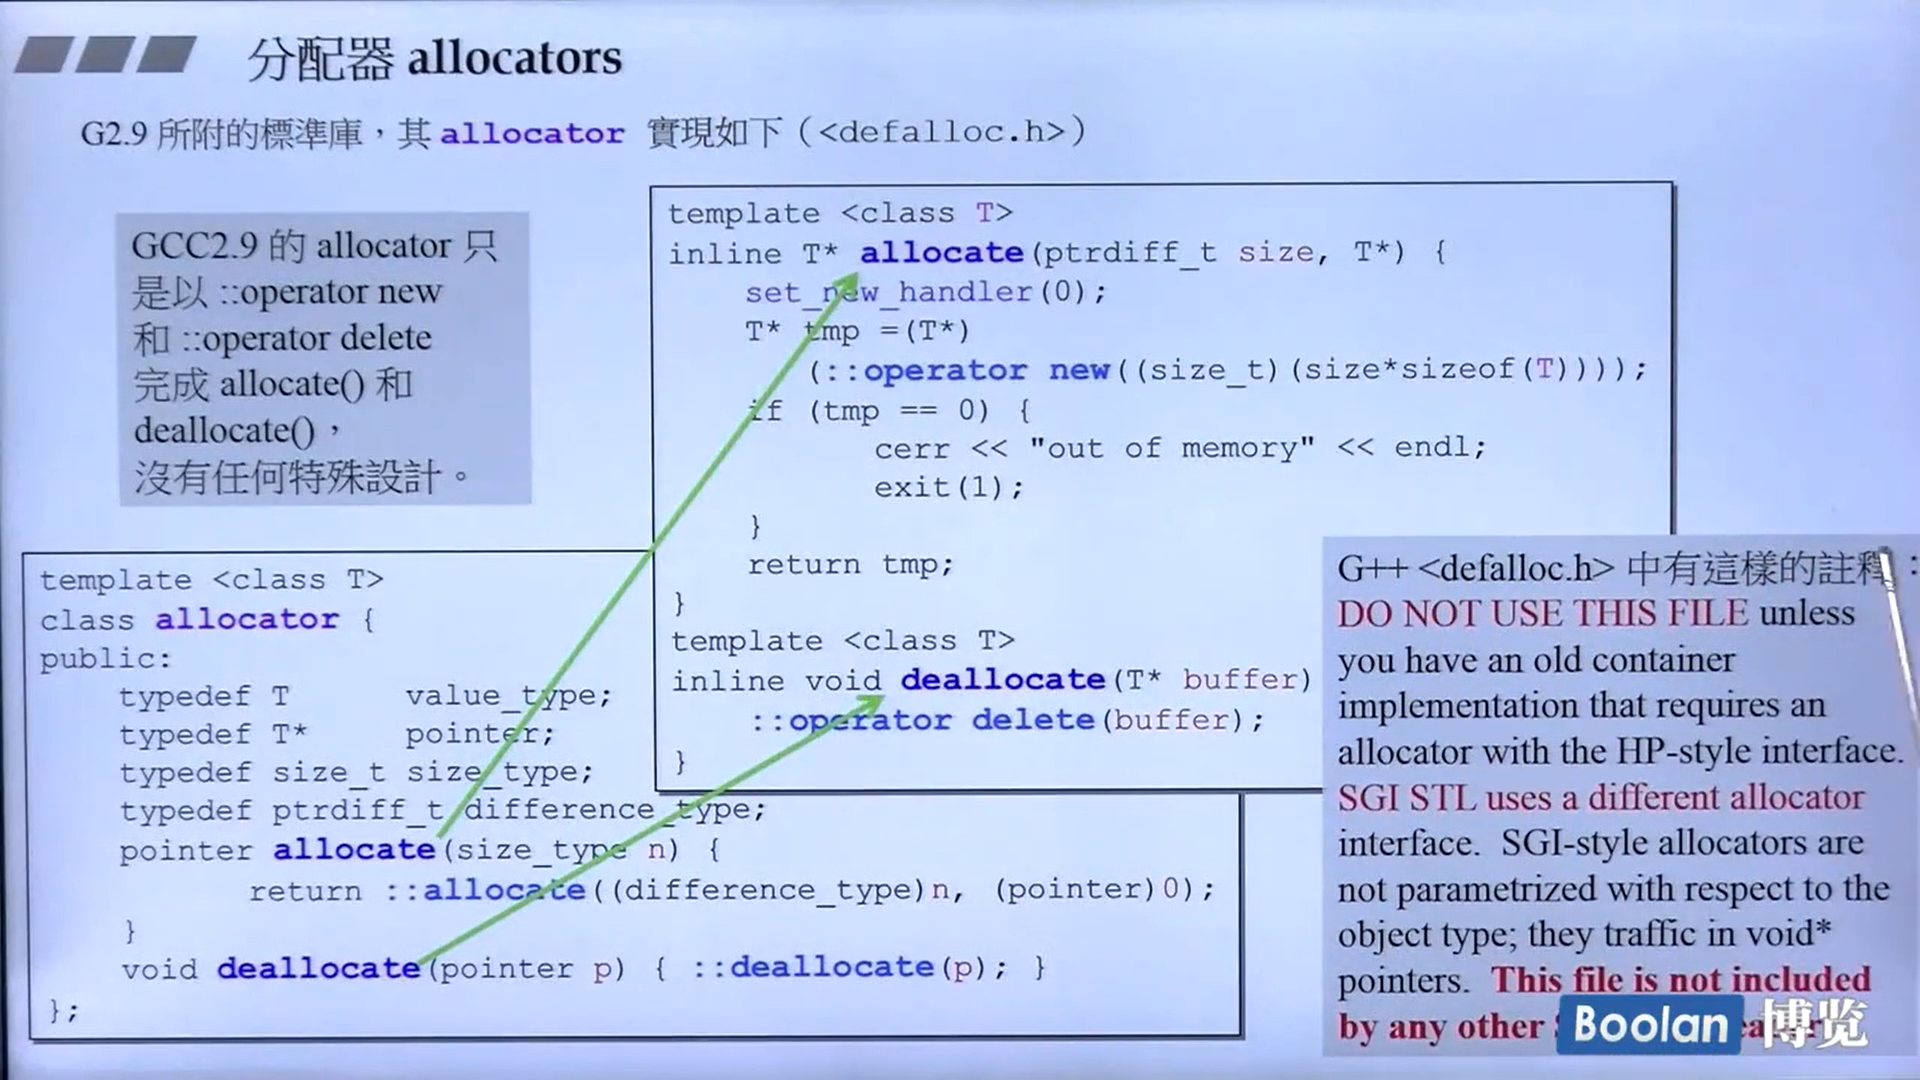 分配器 allocators
G2.9 所附的標準庫，其 allocator 實現如下（<defalloc.h>）
GCC2.9 的 allocator 只
是以 ::operator new
和 ::operator delete
完成 allocate() 和
deallocate()，
沒有任何特殊設計。
template <class T>
inline T* allocate(ptrdiff_t size, T*) {
set_new_handler(0);
T* tmp =(T*)
(::operator new((size_t)(size*sizeof(T))));
if (tmp == 0) {
cerr << "out of memory" << endl;
exit(1);
}
return tmp;
}
template <class T>
inline void deallocate(T* buffer)
::operator delete(buffer);
}
template <class T>
class allocator {
public:
typedef T value_type;
typedef T* pointer;
typedef size_t size_type;
typedef ptrdiff_t difference_type;
pointer allocate(size_type n) {
return ::allocate((difference_type)n, (pointer)0);
}
void deallocate(pointer p) { ::deallocate(p); }
};
G++ <defalloc.h> 中有這樣的註釋：
DO NOT USE THIS FILE unless
you have an old container
implementation that requires an
allocator with the HP-style interface.
SGI STL uses a different allocator
interface. SGI-style allocators are
not parametrized with respect to the
object type; they traffic in void*
pointers. This file is not included
by any other
Boolan 博览